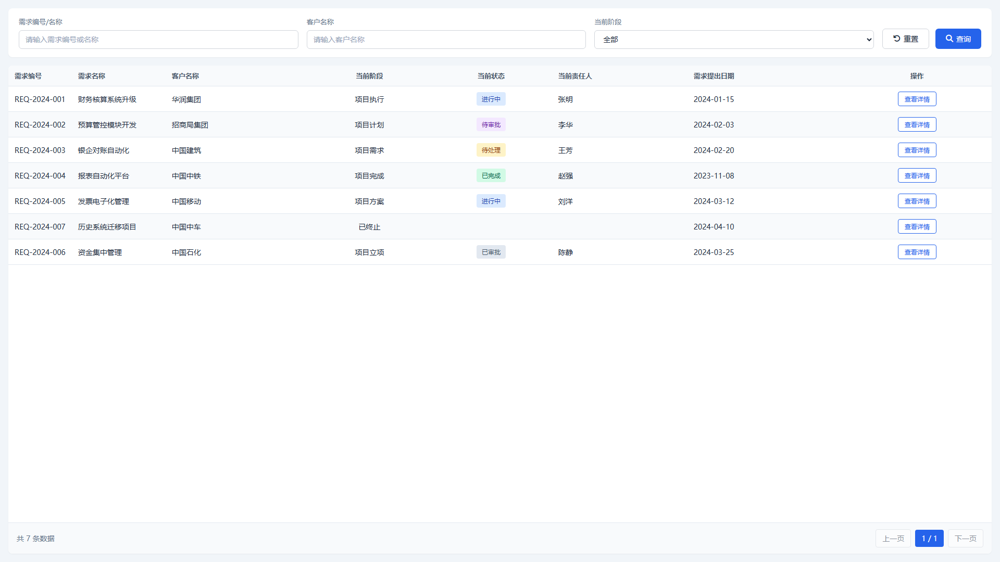 需求编号/名称 客户名称 当前阶段
请输入需求编号或名称 请输入客户名称 全部 重置 查询
需求编号 需求名称 客户名称 当前阶段 当前状态 当前责任人 需求提出日期 操作
REQ-2024-001 财务核算系统升级 华润集团 项目执行 进行中 张明 2024-01-15 查看详情
REQ-2024-002 预算管控模块开发 招商局集团 项目计划 待审批 李华 2024-02-03 查看详情
REQ-2024-003 银企对账自动化 中国建筑 项目需求 待处理 王芳 2024-02-20 查看详情
REQ-2024-004 报表自动化平台 中国中铁 项目完成 已完成 赵强 2023-11-08 查看详情
REQ-2024-005 发票电子化管理 中国移动 项目方案 进行中 刘洋 2024-03-12 查看详情
REQ-2024-007 历史系统迁移项目 中国中车 已终止 2024-04-10 查看详情
REQ-2024-006 资金集中管理 中国石化 项目立项 已审批 陈静 2024-03-25 查看详情
共 7 条数据 上一页 1 / 1 下一页